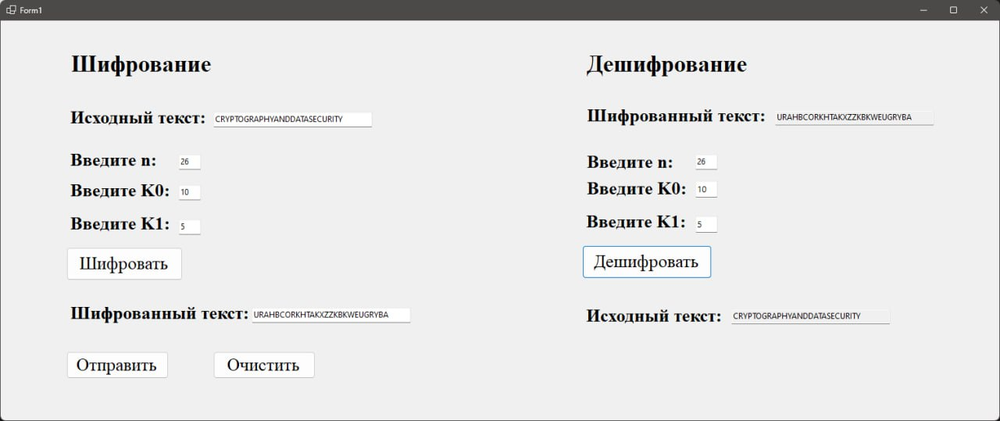 Form1
Шифрование
Исходный текст: CRYPTOGRAPHYANDDATASECURITY
Введите n: 26
Введите K0: 10
Введите K1: 5
Шифровать
Шифрованный текст: URAHBCORKHTAKXZZKBKWEUGRYBA
Отправить Очистить
Дешифрование
Шифрованный текст: URAHBCORKHTAKXZZKBKWEUGRYBA
Введите n: 26
Введите K0: 10
Введите K1: 5
Дешифровать
Исходный текст: CRYPTOGRAPHYANDDATASECURITY